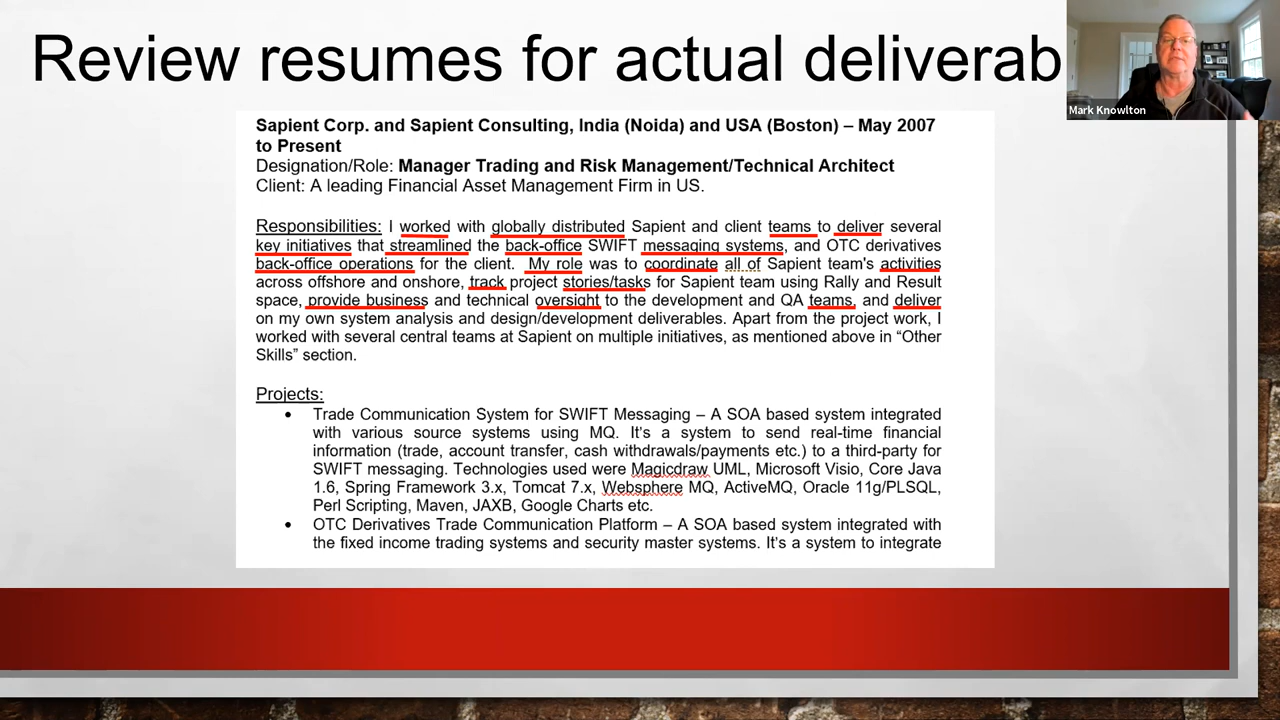 Review resumes for actual deliverab
Mark Knowlton
Sapient Corp. and Sapient Consulting, India (Noida) and USA (Boston) – May 2007
to Present
Designation/Role: Manager Trading and Risk Management/Technical Architect
Client: A leading Financial Asset Management Firm in US.
Responsibilities: I worked with globally distributed Sapient and client teams to deliver several
key initiatives that streamlined the back-office SWIFT messaging systems, and OTC derivatives
back-office operations for the client. My role was to coordinate all of Sapient team's activities
across offshore and onshore, track project stories/tasks for Sapient team using Rally and Result
space, provide business and technical oversight to the development and QA teams, and deliver
on my own system analysis and design/development deliverables. Apart from the project work, I
worked with several central teams at Sapient on multiple initiatives, as mentioned above in “Other
Skills” section.
Projects:
• Trade Communication System for SWIFT Messaging – A SOA based system integrated
with various source systems using MQ. It’s a system to send real-time financial
information (trade, account transfer, cash withdrawals/payments etc.) to a third-party for
SWIFT messaging. Technologies used were Magicdraw UML, Microsoft Visio, Core Java
1.6, Spring Framework 3.x, Tomcat 7.x, Websphere MQ, ActiveMQ, Oracle 11g/PLSQL,
Perl Scripting, Maven, JAXB, Google Charts etc.
• OTC Derivatives Trade Communication Platform – A SOA based system integrated with
the fixed income trading systems and security master systems. It’s a system to integrate